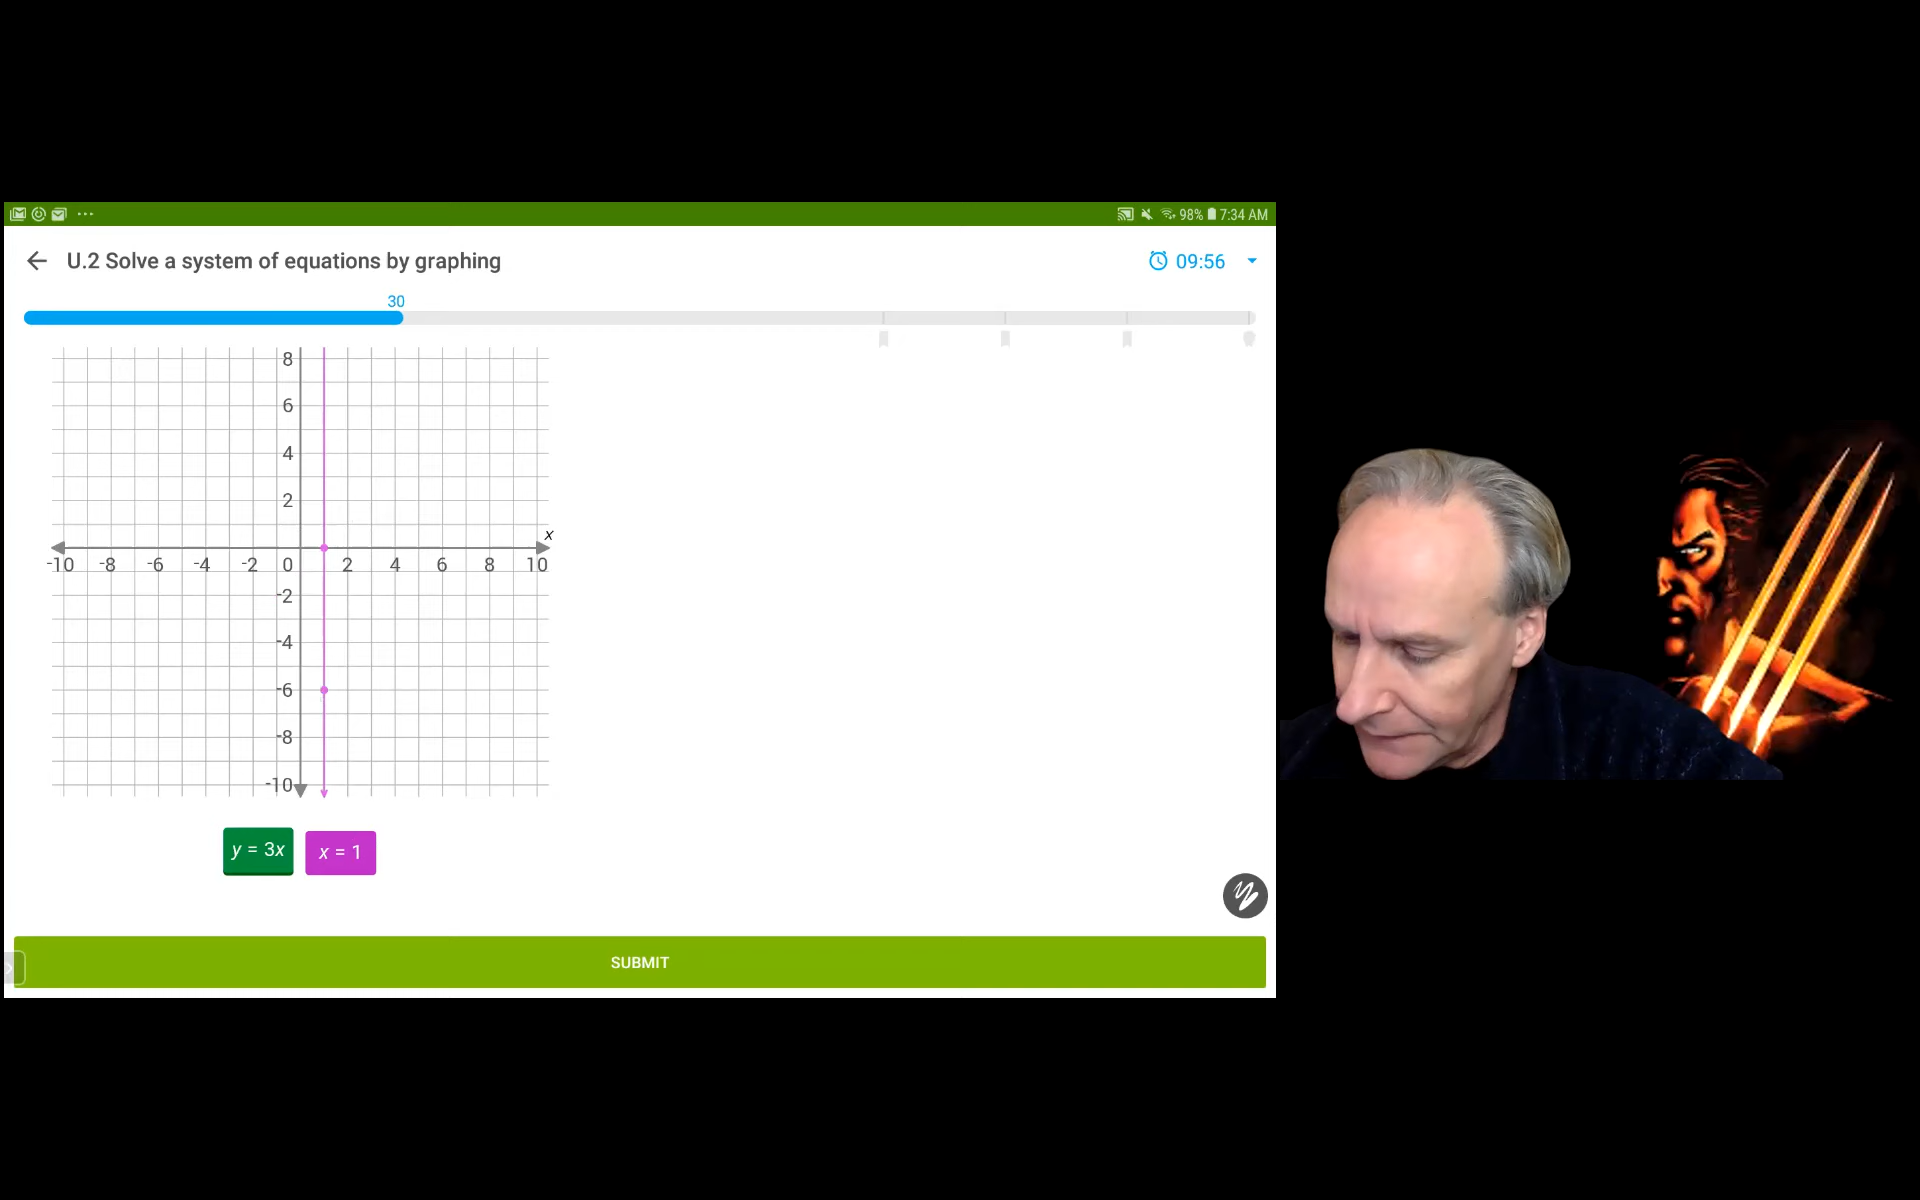 98% 7:34 AM
U.2 Solve a system of equations by graphing
09:56
30
8
6
4
2
x
-10 -8 -6 -4 -2 0 2 4 6 8 10
-2
-4
-6
-8
-10
y = 3x x = 1
SUBMIT